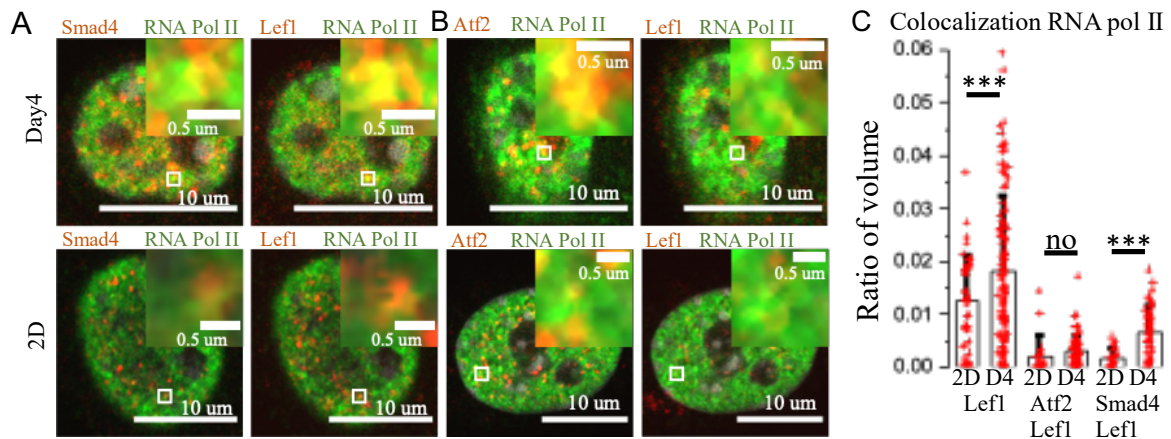 A
Smad4 RNA Pol II
Lef1 RNA Pol II
B
Atf2 RNA Pol II
Lef1 RNA Pol II
Day4
0.5 um
10 um
0.5 um
10 um
0.5 um
10 um
0.5 um
10 um
Smad4 RNA Pol II
Lef1 RNA Pol II
Atf2 RNA Pol II
Lef1 RNA Pol II
2D
0.5 um
10 um
0.5 um
10 um
0.5 um
10 um
0.5 um
10 um
C Colocalization RNA pol II
Ratio of volume
0.06
0.05
0.04
0.03
0.02
0.01
0.00
***
no
***
2D D4 2D D4 2D D4
Lef1 Atf2 Smad4
Lef1 Lef1